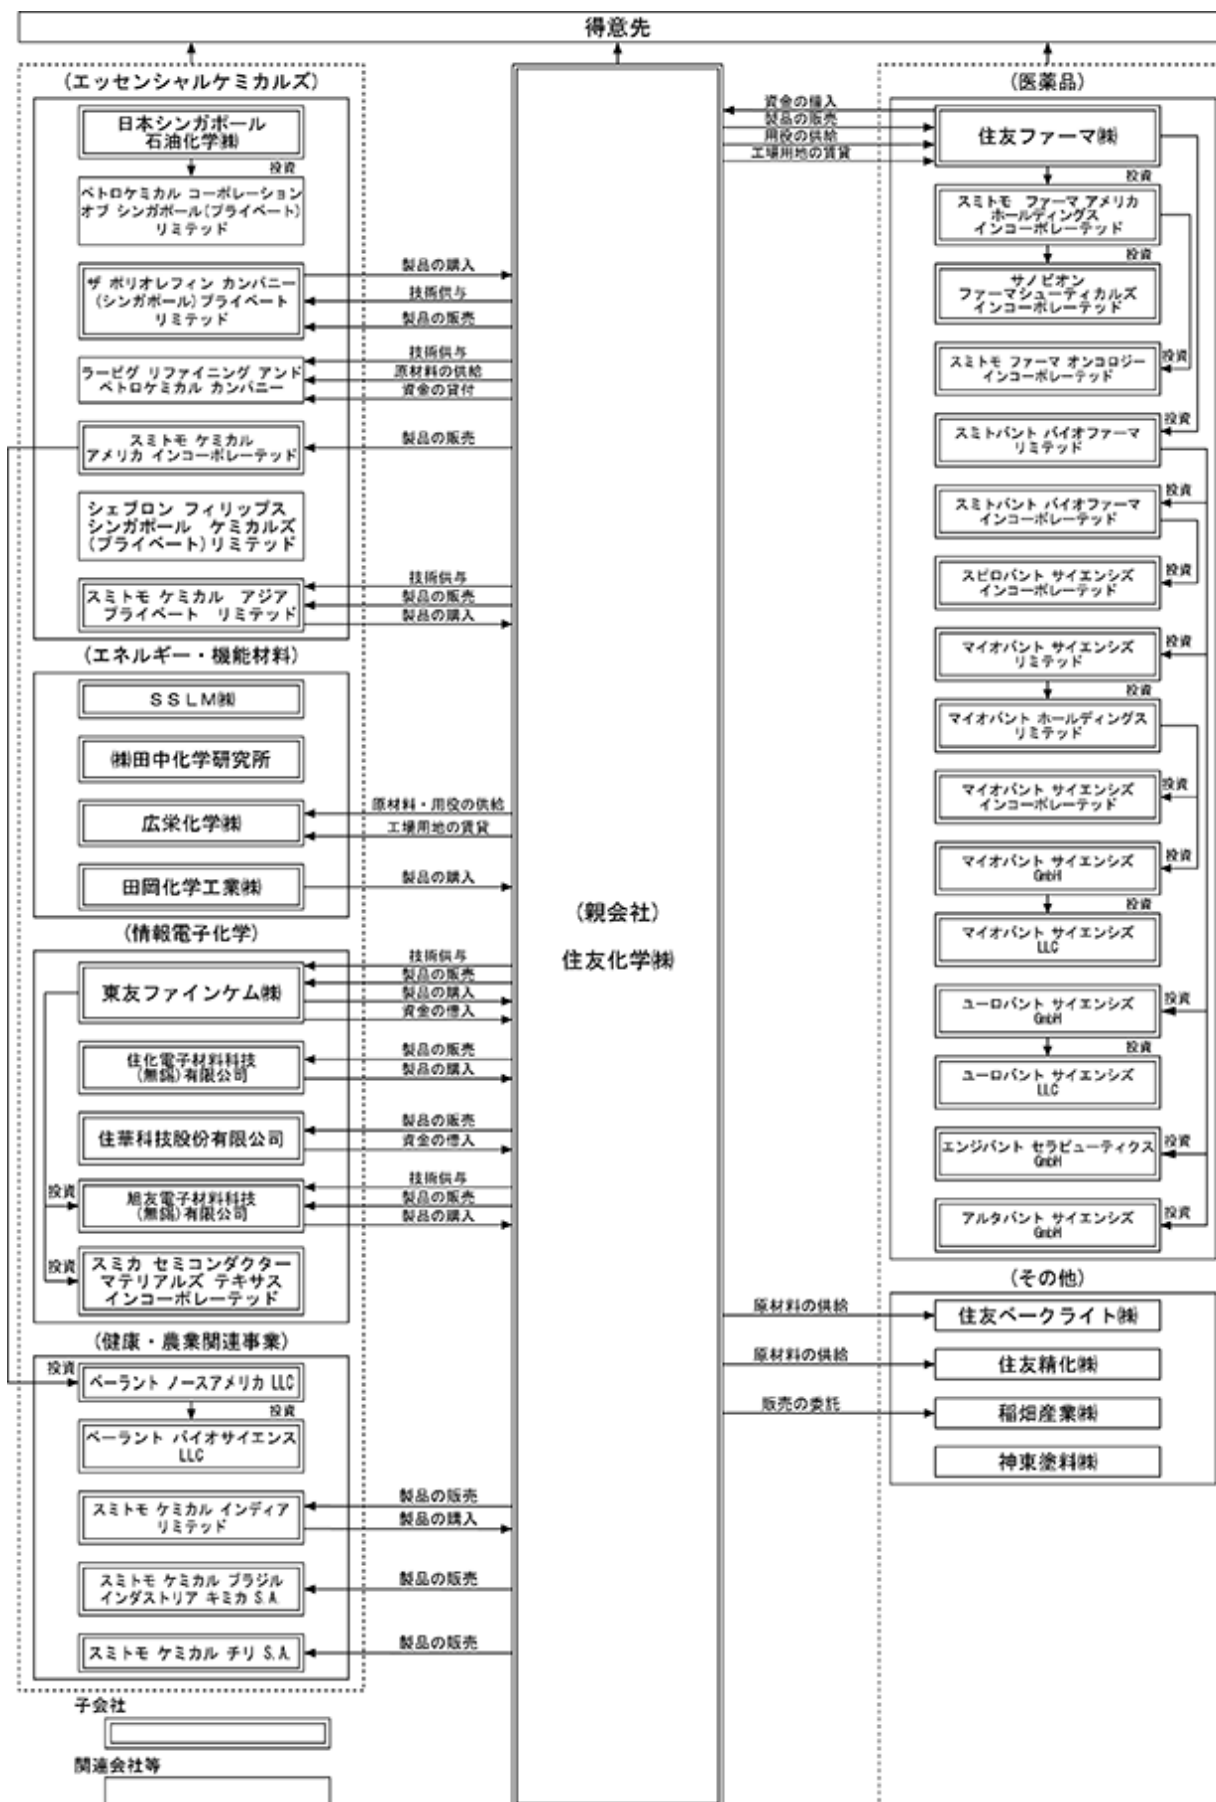 得意先
(エッセンシャルケミカルズ)
日本シンガポール
石油化学㈱
投資
ペトロケミカル コーポレーション
オブ シンガポール(プライベート)
リミテッド
ザ ポリオレフィン カンパニー
(シンガポール)プライベート
リミテッド
製品の購入
技術供与
製品の販売
ラービグ リファイニング アンド
ペトロケミカル カンパニー
技術供与
原材料の供給
資金の貸付
スミトモ ケミカル
アメリカ インコーポレーテッド
製品の販売
シェブロン フィリップス
シンガポール ケミカルズ
(プライベート)リミテッド
スミトモ ケミカル アジア
プライベート リミテッド
技術供与
製品の販売
製品の購入
(エネルギー・機能材料)
SSLM㈱
㈱田中化学研究所
広栄化学㈱
原材料・用役の供給
工場用地の賃貸
田岡化学工業㈱
製品の購入
(情報電子化学)
東友ファインケム㈱
技術供与
製品の販売
製品の購入
資金の借入
住化電子材料科技
(無錫)有限公司
製品の販売
製品の購入
住華科技股份有限公司
製品の販売
資金の借入
投資
旭友電子材料科技
(無錫)有限公司
技術供与
製品の販売
製品の購入
投資
スミカ セミコンダクター
マテリアルズ テキサス
インコーポレーテッド
(健康・農業関連事業)
投資
ベーラント ノースアメリカ LLC
投資
ベーラント バイオサイエンス
LLC
スミトモ ケミカル インディア
リミテッド
製品の販売
製品の購入
スミトモ ケミカル ブラジル
インダストリア キミカ S.A.
製品の販売
スミトモ ケミカル チリ S.A.
製品の販売
子会社
関連会社等
(親会社)
住友化学㈱
(医薬品)
資金の借入
製品の販売
用役の供給
工場用地の賃貸
住友ファーマ㈱
投資
スミトモ ファーマ アメリカ
ホールディングス
インコーポレーテッド
投資
サノビオン
ファーマシューティカルズ
インコーポレーテッド
スミトモ ファーマ オンコロジー
インコーポレーテッド
投資
スミトバント バイオファーマ
リミテッド
投資
スミトバント バイオファーマ
インコーポレーテッド
投資
スピロバント サイエンシズ
インコーポレーテッド
投資
マイオバント サイエンシズ
リミテッド
投資
投資
マイオバント ホールディングス
リミテッド
マイオバント サイエンシズ
インコーポレーテッド
投資
マイオバント サイエンシズ
GmbH
投資
投資
マイオバント サイエンシズ
LLC
ユーロバント サイエンシズ
GmbH
投資
投資
ユーロバント サイエンシズ
LLC
エンジバント セラピューティクス
GmbH
投資
アルタバント サイエンシズ
GmbH
投資
(その他)
原材料の供給
住友ベークライト㈱
原材料の供給
住友精化㈱
販売の委託
稲畑産業㈱
神東塗料㈱